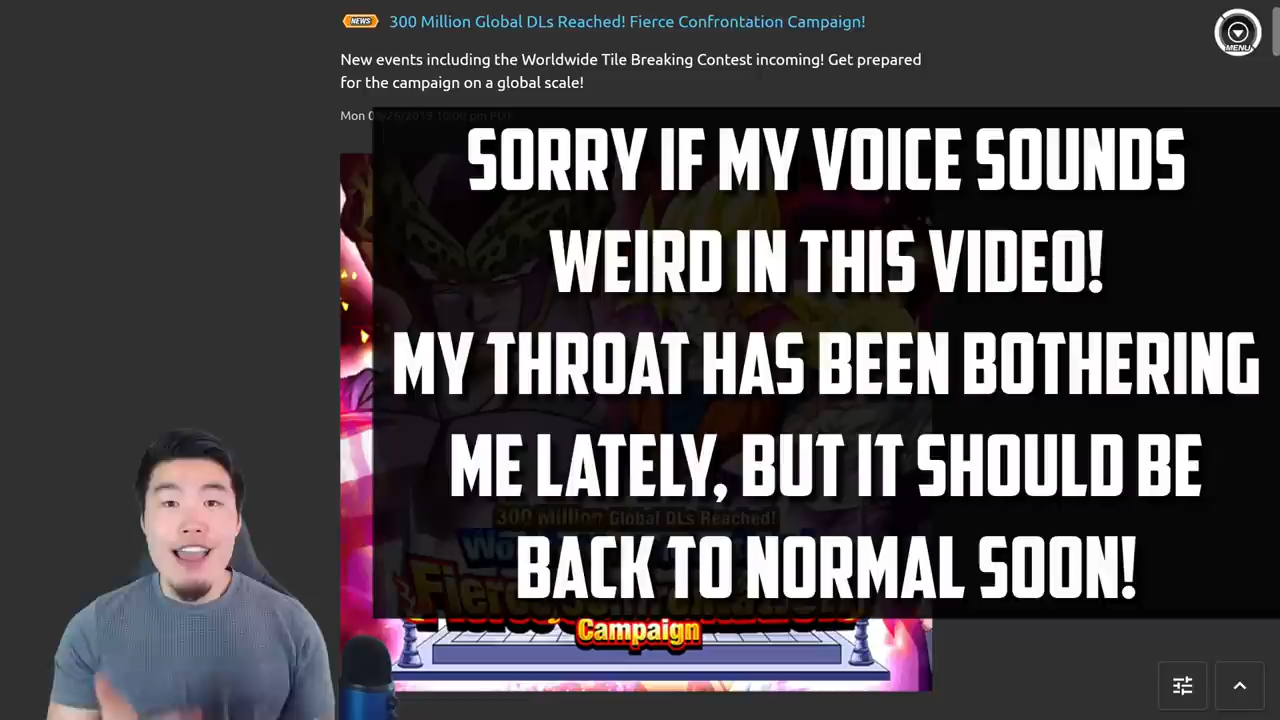 NEWS 300 Million Global DLs Reached! Fierce Confrontation Campaign!
MENU
New events including the Worldwide Tile Breaking Contest incoming! Get prepared
for the campaign on a global scale!
Mon
SORRY IF MY VOICE SOUNDS
WEIRD IN THIS VIDEO!
MY THROAT HAS BEEN BOTHERING
ME LATELY, BUT IT SHOULD BE
BACK TO NORMAL SOON!
300 Million Global DLs Reached!
Fierce Confrontation
Campaign